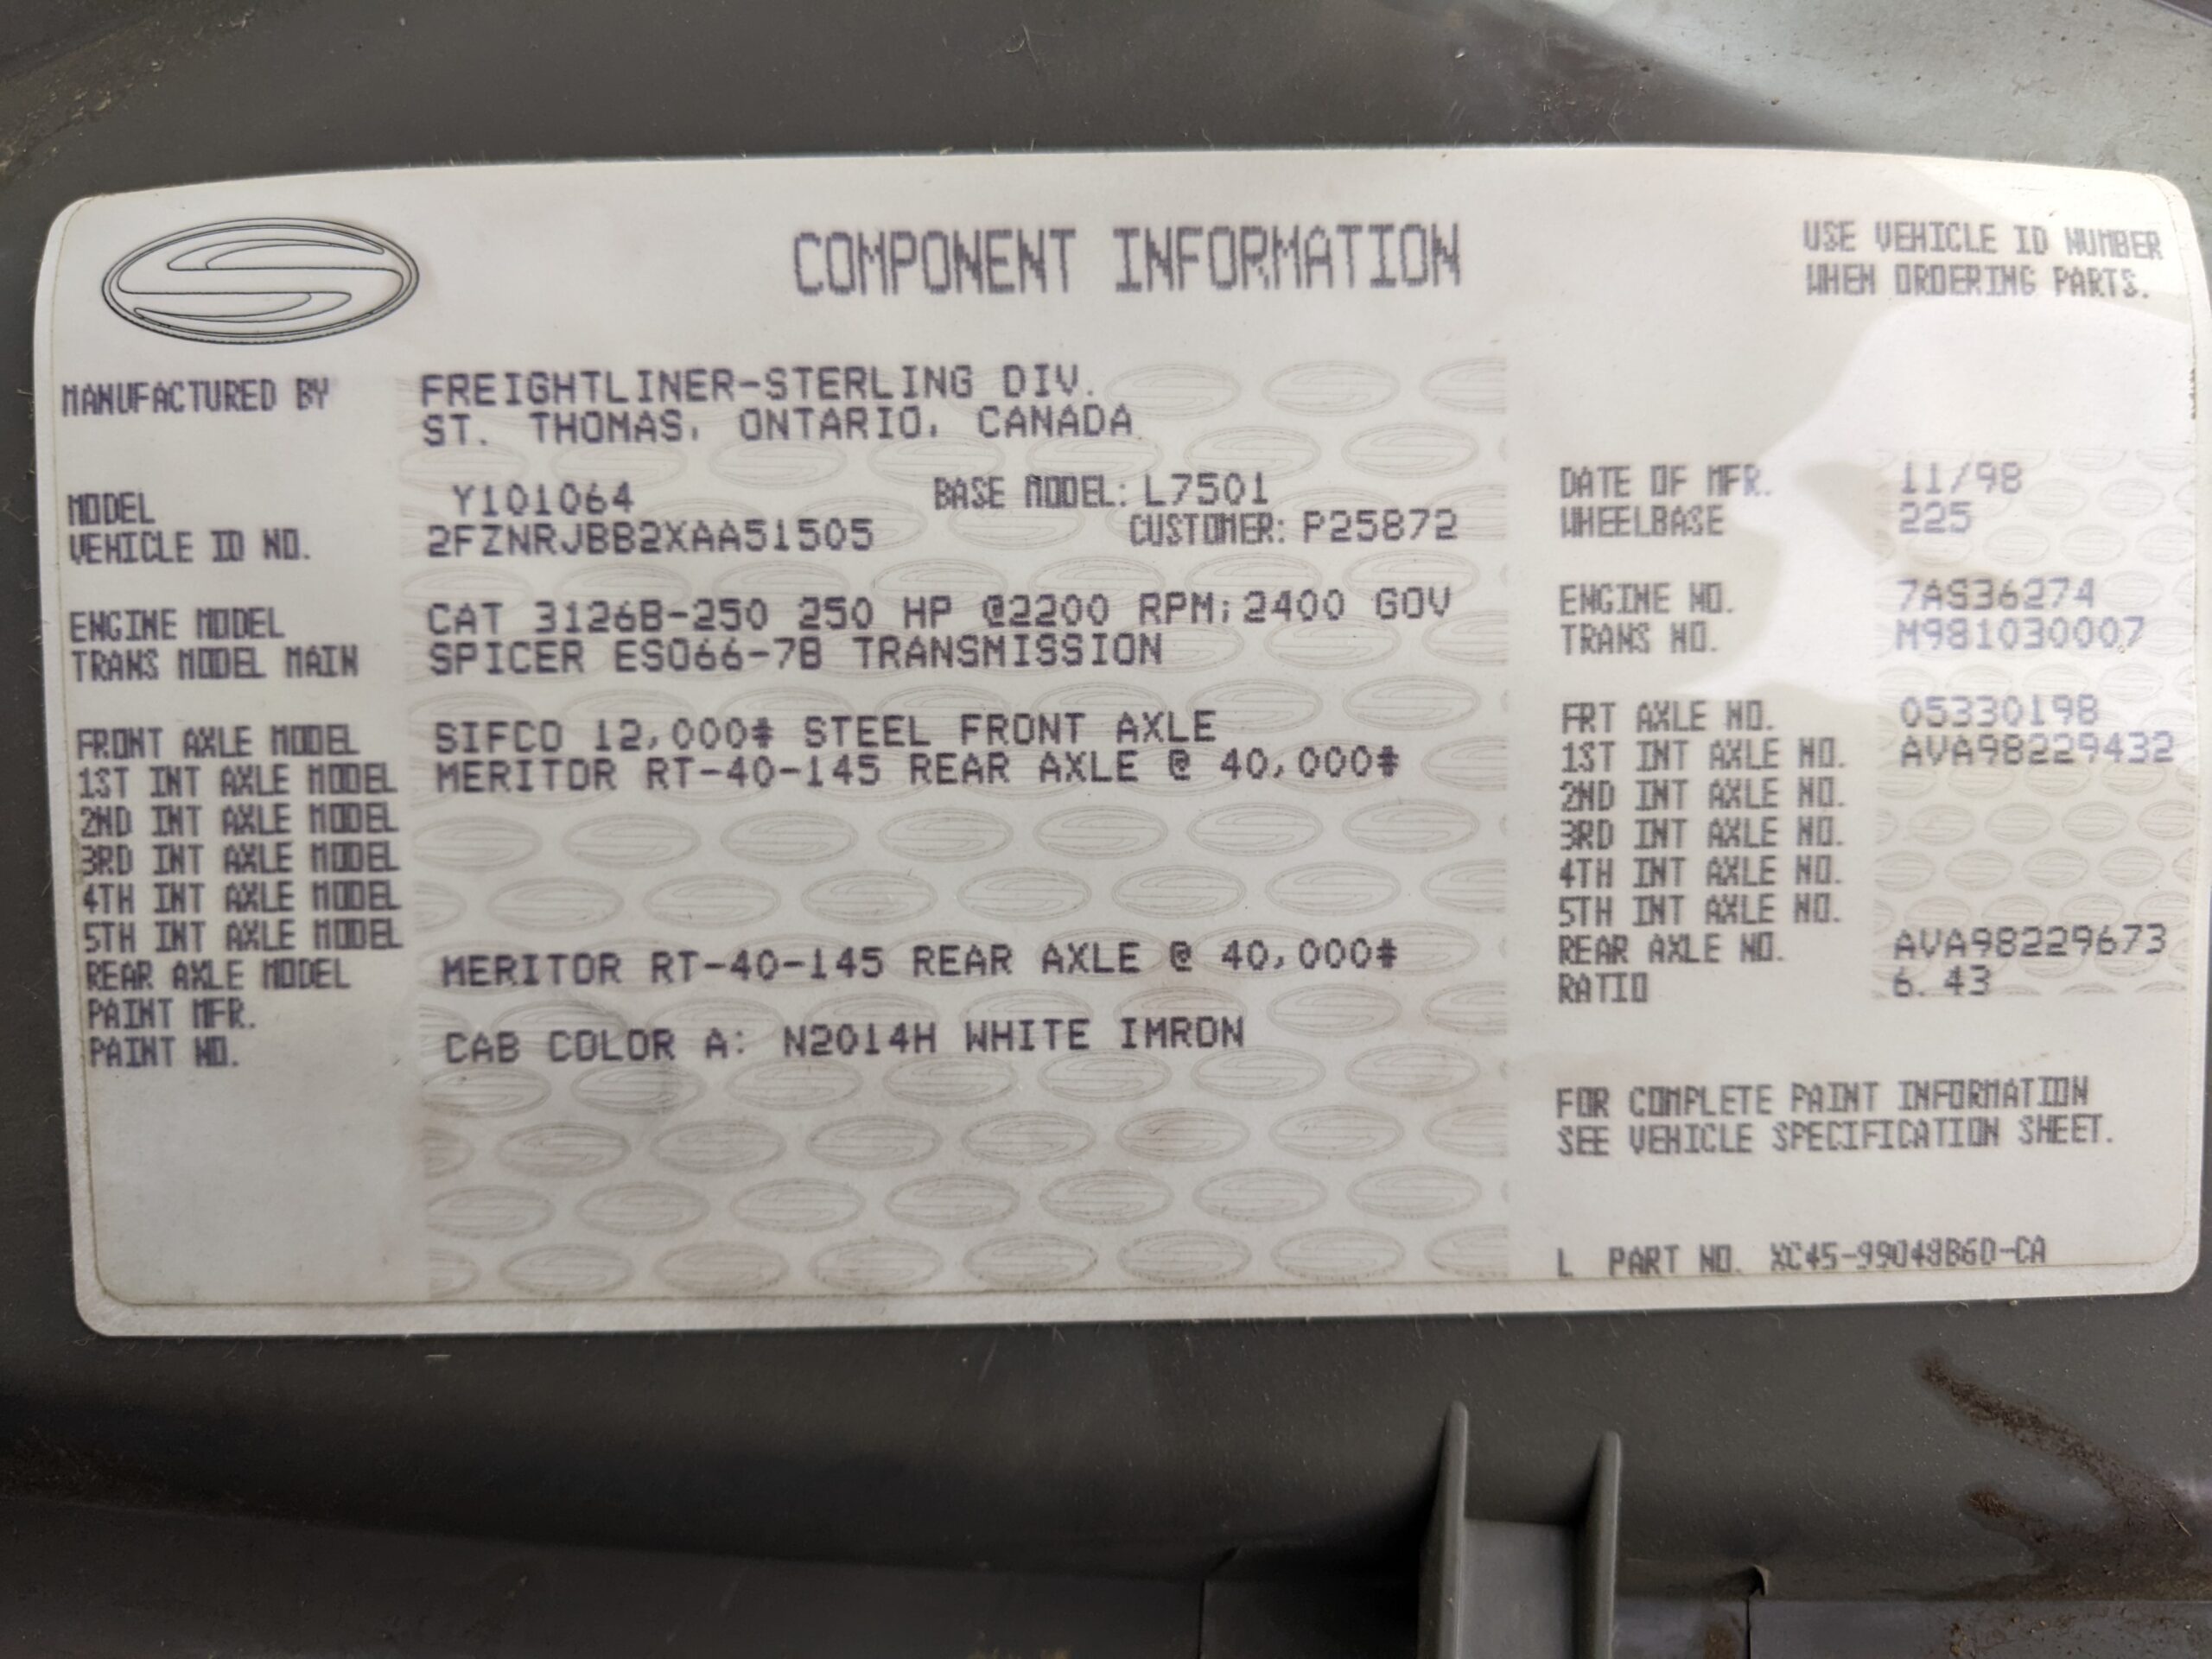 COMPONENT INFORMATION
USE VEHICLE ID NUMBER
WHEN ORDERING PARTS.
MANUFACTURED BY FREIGHTLINER-STERLING DIV.
ST. THOMAS, ONTARIO, CANADA
MODEL Y101064 BASE MODEL: L7501
VEHICLE ID NO. 2FZNRJBB2XAA51505 CUSTOMER: P25872
DATE OF MFR. 11/98
WHEELBASE 225
ENGINE MODEL CAT 3126B-250 250 HP @2200 RPM; 2400 GOV
TRANS MODEL MAIN SPICER ES066-7B TRANSMISSION
ENGINE NO. 7AS36274
TRANS NO. M981030007
FRONT AXLE MODEL SIFCO 12,000# STEEL FRONT AXLE
1ST INT AXLE MODEL MERITOR RT-40-145 REAR AXLE @ 40,000#
2ND INT AXLE MODEL
3RD INT AXLE MODEL
4TH INT AXLE MODEL
5TH INT AXLE MODEL
REAR AXLE MODEL MERITOR RT-40-145 REAR AXLE @ 40,000#
PAINT MFR.
PAINT NO. CAB COLOR A: N2014H WHITE IMRON
FRT AXLE NO. 05330198
1ST INT AXLE NO. AVA98229432
2ND INT AXLE NO.
3RD INT AXLE NO.
4TH INT AXLE NO.
5TH INT AXLE NO.
REAR AXLE NO. AVA98229673
RATIO 6.43
FOR COMPLETE PAINT INFORMATION
SEE VEHICLE SPECIFICATION SHEET.
L PART NO. XC45-99048B60-CA